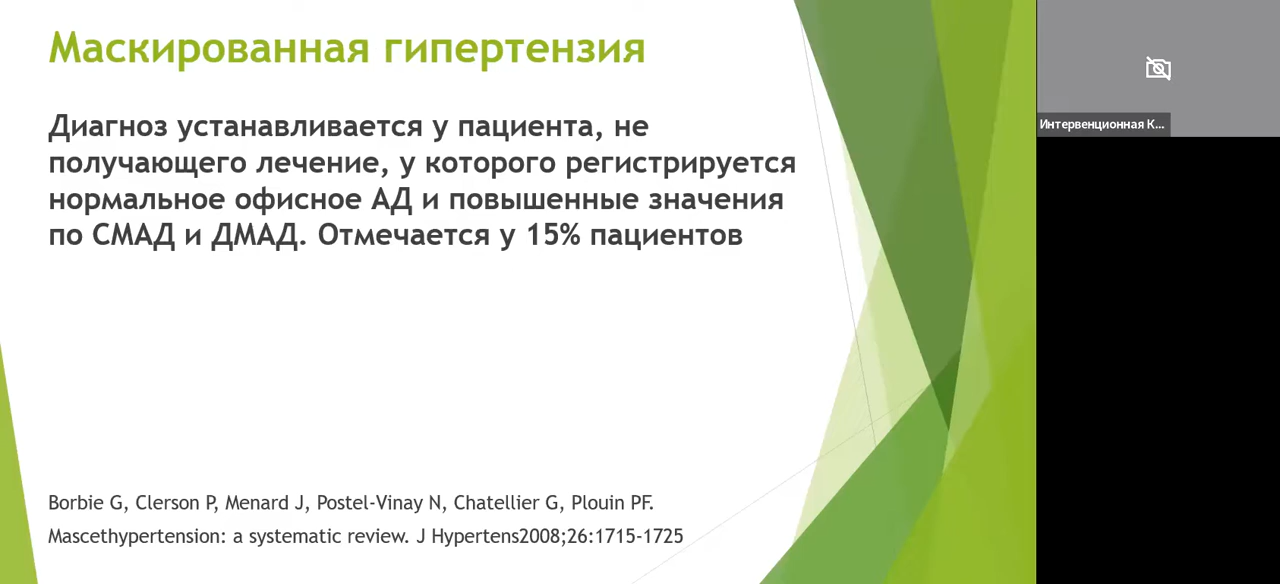 Маскированная гипертензия
Диагноз устанавливается у пациента, не
получающего лечение, у которого регистрируется
нормальное офисное АД и повышенные значения
по СМАД и ДМАД. Отмечается у 15% пациентов
Borbie G, Clerson P, Menard J, Postel-Vinay N, Chatellier G, Plouin PF.
Mascethypertension: a systematic review. J Hypertens2008;26:1715-1725
Интервенционная К...